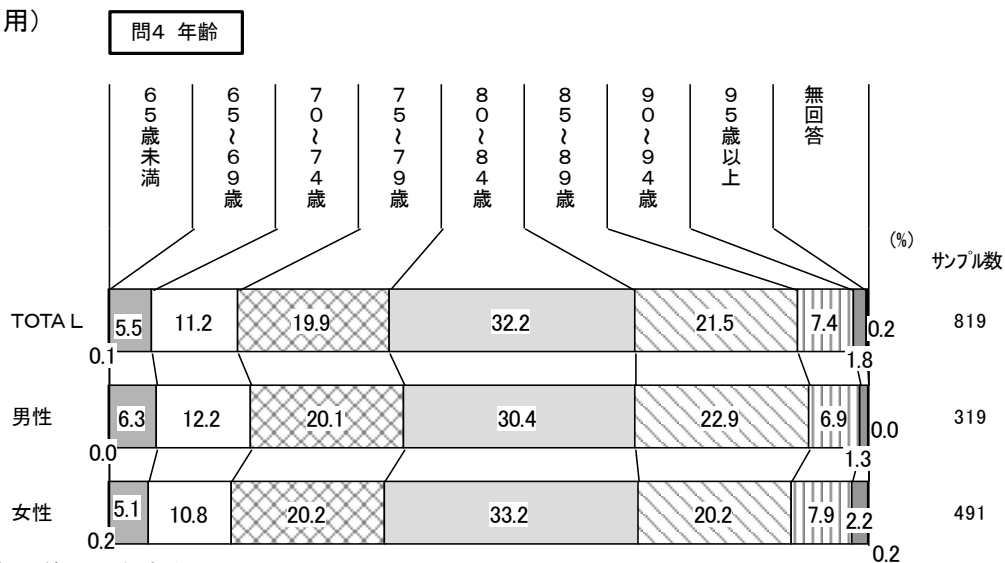 用)
問4 年齢
65歳未満
65~69歳
70~74歳
75~79歳
80~84歳
85~89歳
90~94歳
95歳以上
無回答
(%)
サンプル数
TOTAL 5.5 11.2 19.9 32.2 21.5 7.4 0.2 819
0.1 1.8
男性 6.3 12.2 20.1 30.4 22.9 6.9 0.0 319
0.0 1.3
女性 5.1 10.8 20.2 33.2 20.2 7.9 2.2 491
0.2 0.2